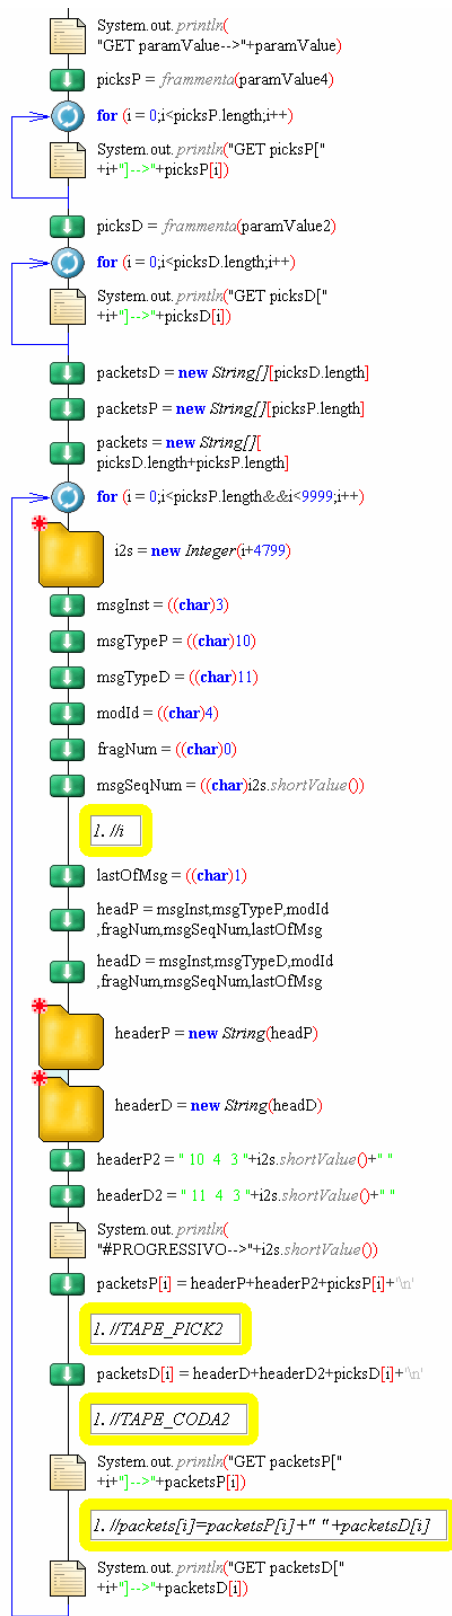 System.out.println(
"GET paramValue-->"+paramValue)
picksP = frammenta(paramValue4)
for (i = 0;i<picksP.length;i++)
System.out.println("GET picksP["
+i+"]-->"+picksP[i])
picksD = frammenta(paramValue2)
for (i = 0;i<picksD.length;i++)
System.out.println("GET picksD["
+i+"]-->"+picksD[i])
packetsD = new String[][picksD.length]
packetsP = new String[][picksP.length]
packets = new String[][
picksD.length+picksP.length]
for (i = 0;i<picksP.length&&i<9999;i++)
i2s = new Integer(i+4799)
msgInst = ((char)3)
msgTypeP = ((char)10)
msgTypeD = ((char)11)
modId = ((char)4)
fragNum = ((char)0)
msgSeqNum = ((char)i2s.shortValue())
1. //i
lastOfMsg = ((char)1)
headP = msgInst,msgTypeP,modId
,fragNum,msgSeqNum,lastOfMsg
headD = msgInst,msgTypeD,modId
,fragNum,msgSeqNum,lastOfMsg
headerP = new String(headP)
headerD = new String(headD)
headerP2 = " 10  4  3 "+i2s.shortValue()+" "
headerD2 = " 11  4  3 "+i2s.shortValue()+" "
System.out.println(
"#PROGRESSIVO-->"+i2s.shortValue())
packetsP[i] = headerP+headerP2+picksP[i]+'\n'
1. //TAPE_PICK2
packetsD[i] = headerD+headerD2+picksD[i]+'\n'
1. //TAPE_CODA2
System.out.println("GET packetsP["
+i+"]-->"+packetsP[i])
1. //packets[i]=packetsP[i]+" "+packetsD[i]
System.out.println("GET packetsD["
+i+"]-->"+packetsD[i])